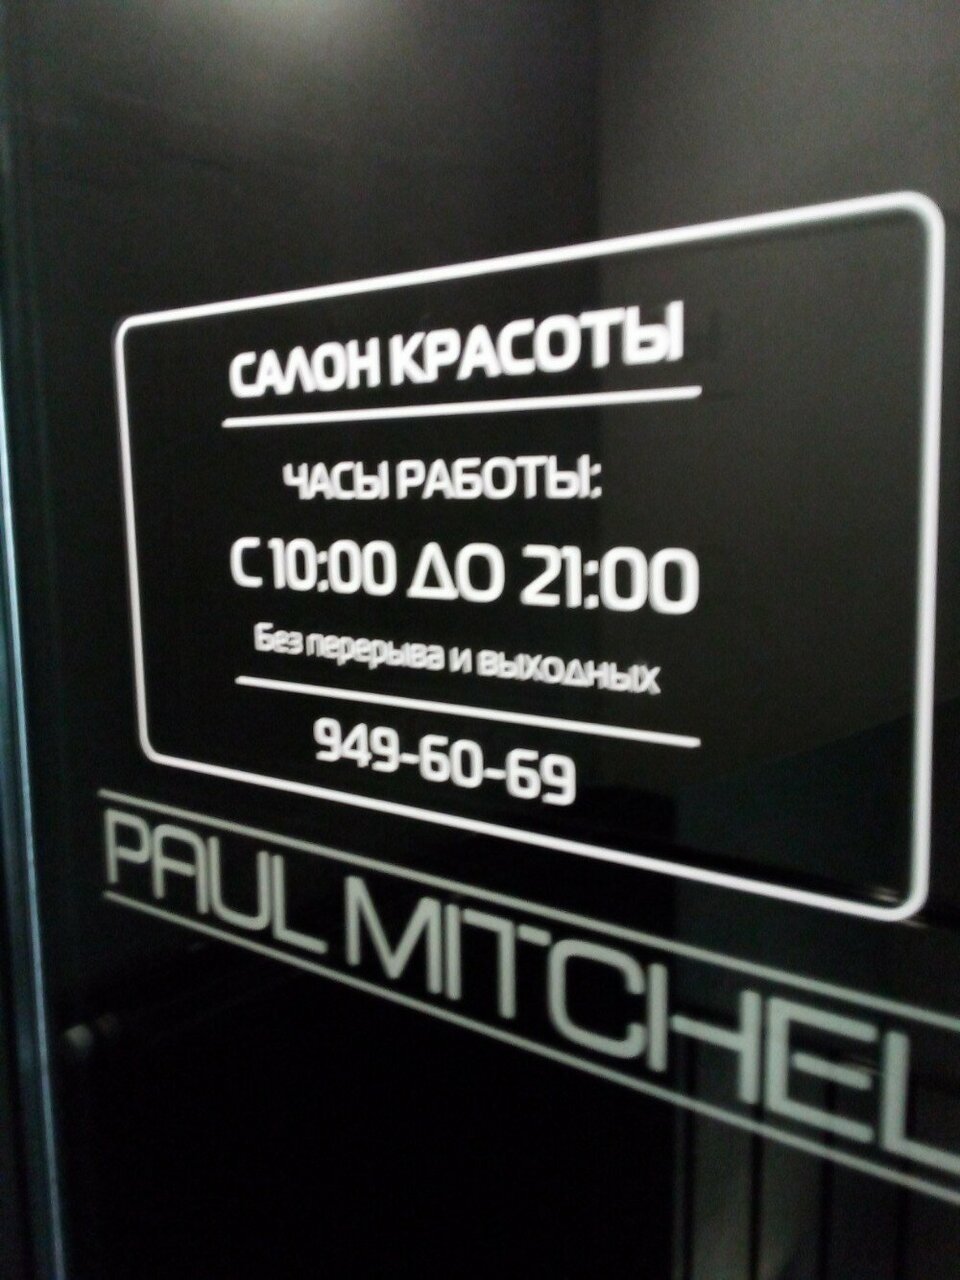 САЛОН КРАСОТЫ
ЧАСЫ РАБОТЫ:
С 10:00 ДО 21:00
Без перерыва и выходных
949-60-69
PAUL MITCHEL